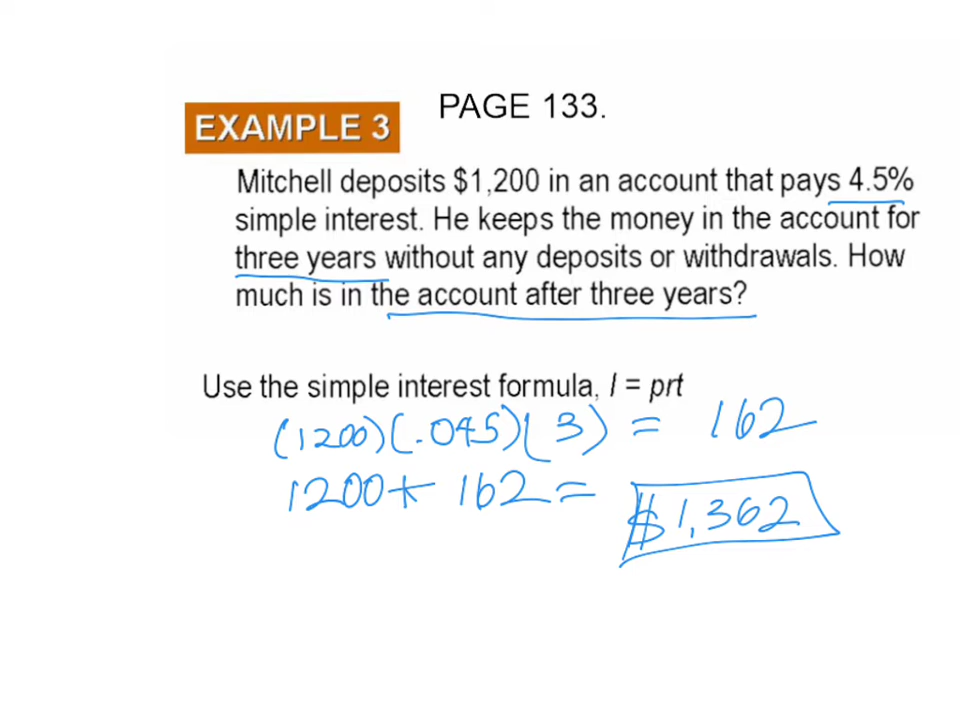 PAGE 133.
EXAMPLE 3
Mitchell deposits $1,200 in an account that pays 4.5%
simple interest. He keeps the money in the account for
three years without any deposits or withdrawals. How
much is in the account after three years?
Use the simple interest formula, I = prt
(1200)(.045)(3) = 162
1200+ 162 =
$1,362